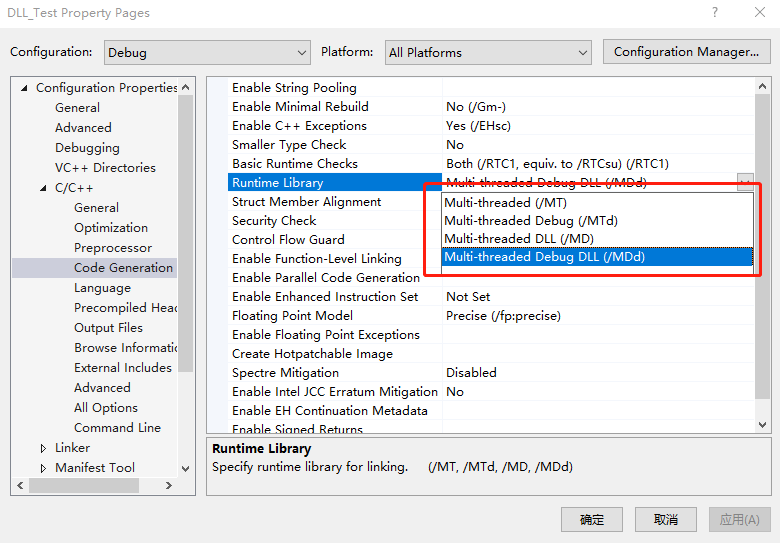 DLL_Test Property Pages
Configuration: Debug Platform: All Platforms Configuration Manager...
Configuration Properties
General
Advanced
Debugging
VC++ Directories
C/C++
General
Optimization
Preprocessor
Code Generation
Language
Precompiled Head
Output Files
Browse Informatic
External Includes
Advanced
All Options
Command Line
Linker
Manifest Tool
Enable String Pooling
Enable Minimal Rebuild No (/Gm-)
Enable C++ Exceptions Yes (/EHsc)
Smaller Type Check No
Basic Runtime Checks Both (/RTC1, equiv. to /RTCsu) (/RTC1)
Runtime Library Multi-threaded Debug DLL (/MDd)
Struct Member Alignment
Security Check
Control Flow Guard
Enable Function-Level Linking
Enable Parallel Code Generation
Multi-threaded (/MT)
Multi-threaded Debug (/MTd)
Multi-threaded DLL (/MD)
Multi-threaded Debug DLL (/MDd)
Enable Enhanced Instruction Set Not Set
Floating Point Model Precise (/fp:precise)
Enable Floating Point Exceptions
Create Hotpatchable Image
Spectre Mitigation Disabled
Enable Intel JCC Erratum Mitigation No
Enable EH Continuation Metadata
Enable Signed Returns
Runtime Library
Specify runtime library for linking. (/MT, /MTd, /MD, /MDd)
确定 取消 应用(A)